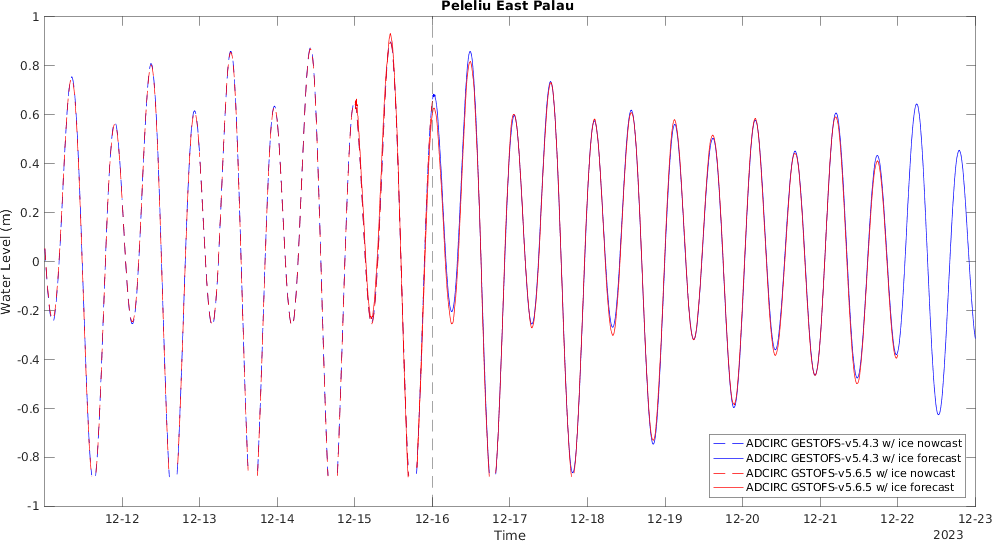 Peleliu East Palau
1
0.8
0.6
0.4
0.2
0
-0.2
-0.4
-0.6
-0.8
-1
Water Level (m)
ADCIRC GESTOFS-v5.4.3 w/ ice nowcast
ADCIRC GESTOFS-v5.4.3 w/ ice forecast
ADCIRC GSTOFS-v5.6.5 w/ ice nowcast
ADCIRC GSTOFS-v5.6.5 w/ ice forecast
12-12 12-13 12-14 12-15 12-16 12-17 12-18 12-19 12-20 12-21 12-22 12-23
Time
2023